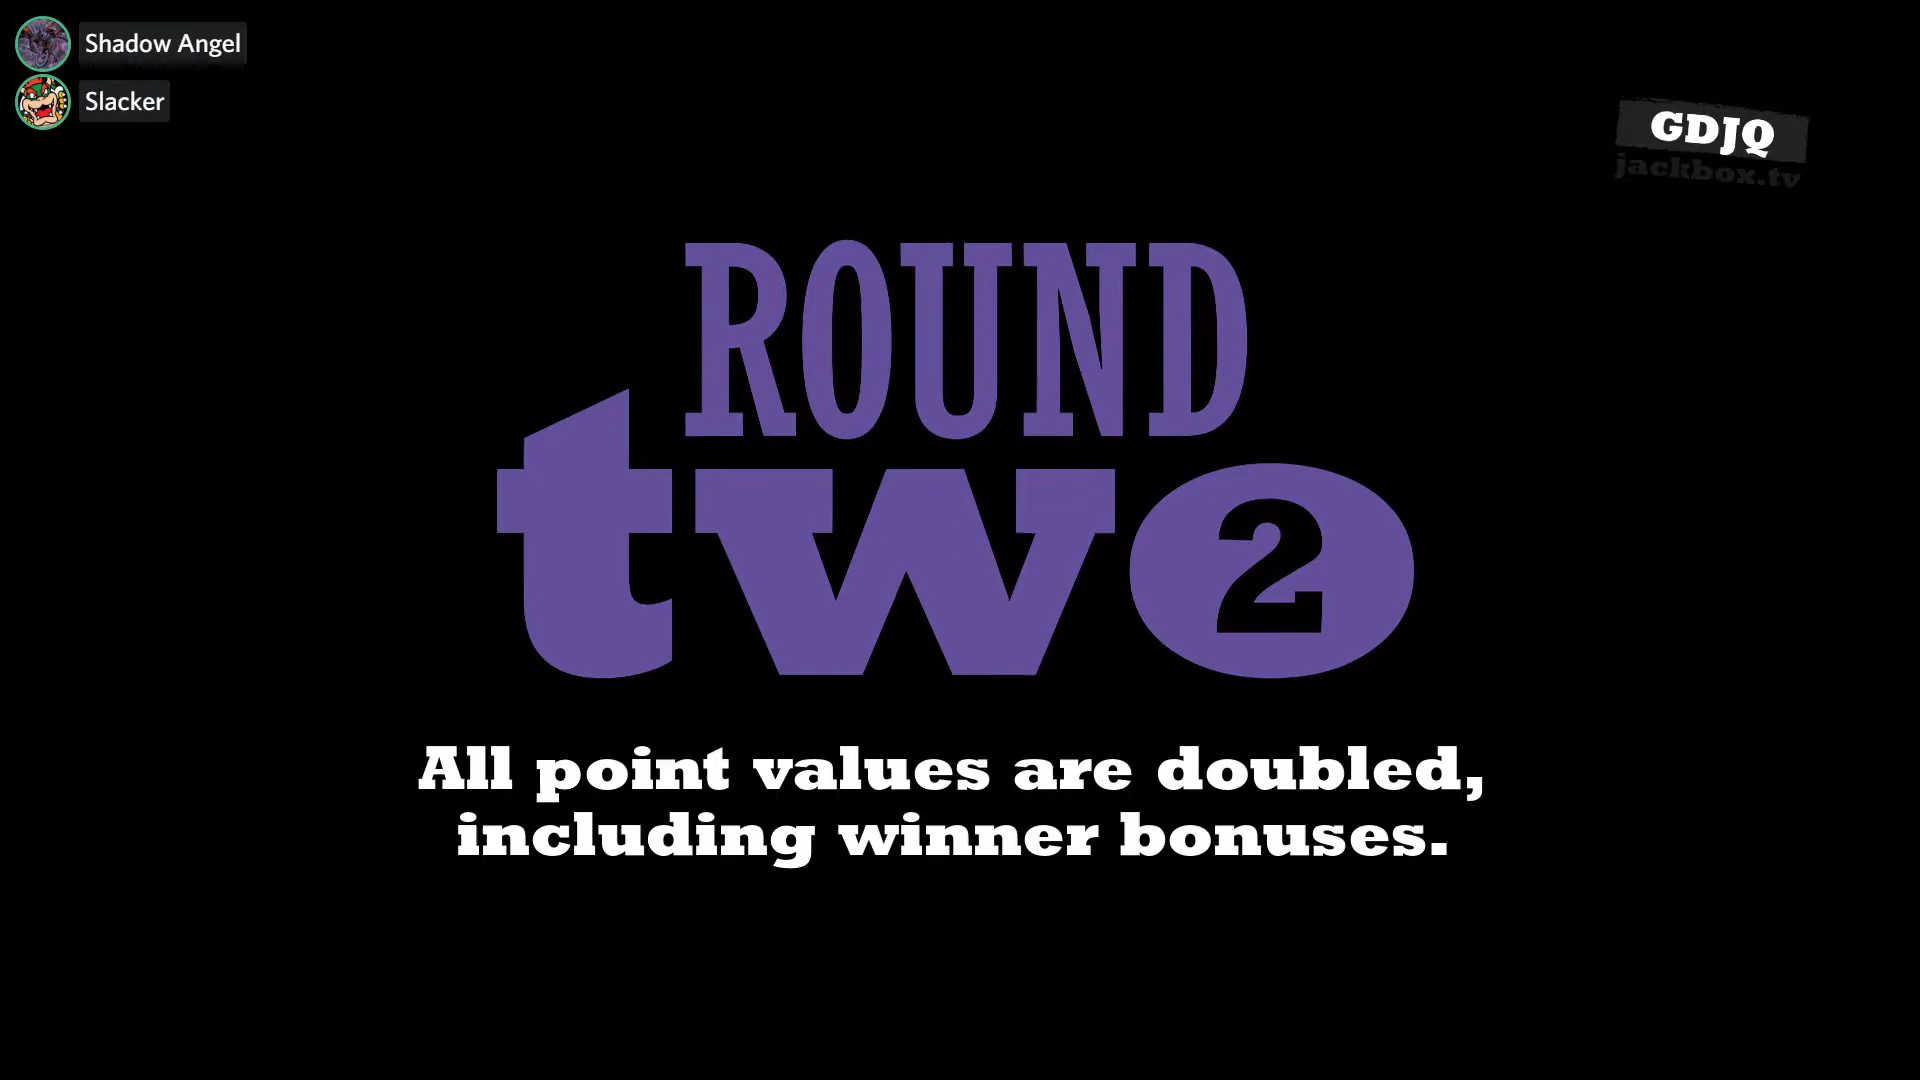 Shadow Angel
Slacker
GDJQ
jackbox.tv
ROUND
two
2
All point values are doubled,
including winner bonuses.